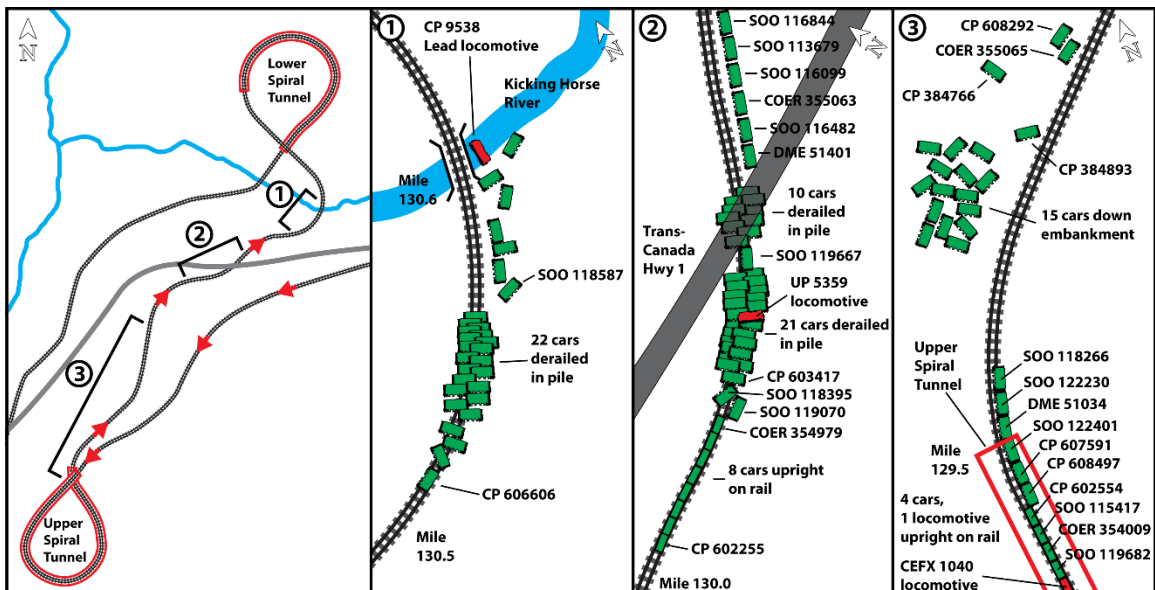 N
Lower
Spiral
Tunnel
1
2
3
Upper
Spiral
Tunnel
1
N
CP 9538
Lead locomotive
Kicking Horse
River
Mile
130.6
SOO 118587
22 cars
derailed
in pile
CP 606606
Mile
130.5
2
N
SOO 116844
SOO 113679
SOO 116099
COER 355063
SOO 116482
DME 51401
10 cars
derailed
in pile
Trans-
Canada
Hwy 1
SOO 119667
UP 5359
locomotive
21 cars derailed
in pile
CP 603417
SOO 118395
SOO 119070
COER 354979
8 cars upright
on rail
CP 602255
Mile 130.0
3
N
CP 608292
COER 355065
CP 384766
CP 384893
15 cars down
embankment
Upper
Spiral
Tunnel
SOO 118266
SOO 122230
DME 51034
SOO 122401
CP 607591
CP 608497
CP 602554
SOO 115417
COER 354009
SOO 119682
Mile
129.5
4 cars,
1 locomotive
upright on rail
CEFX 1040
locomotive